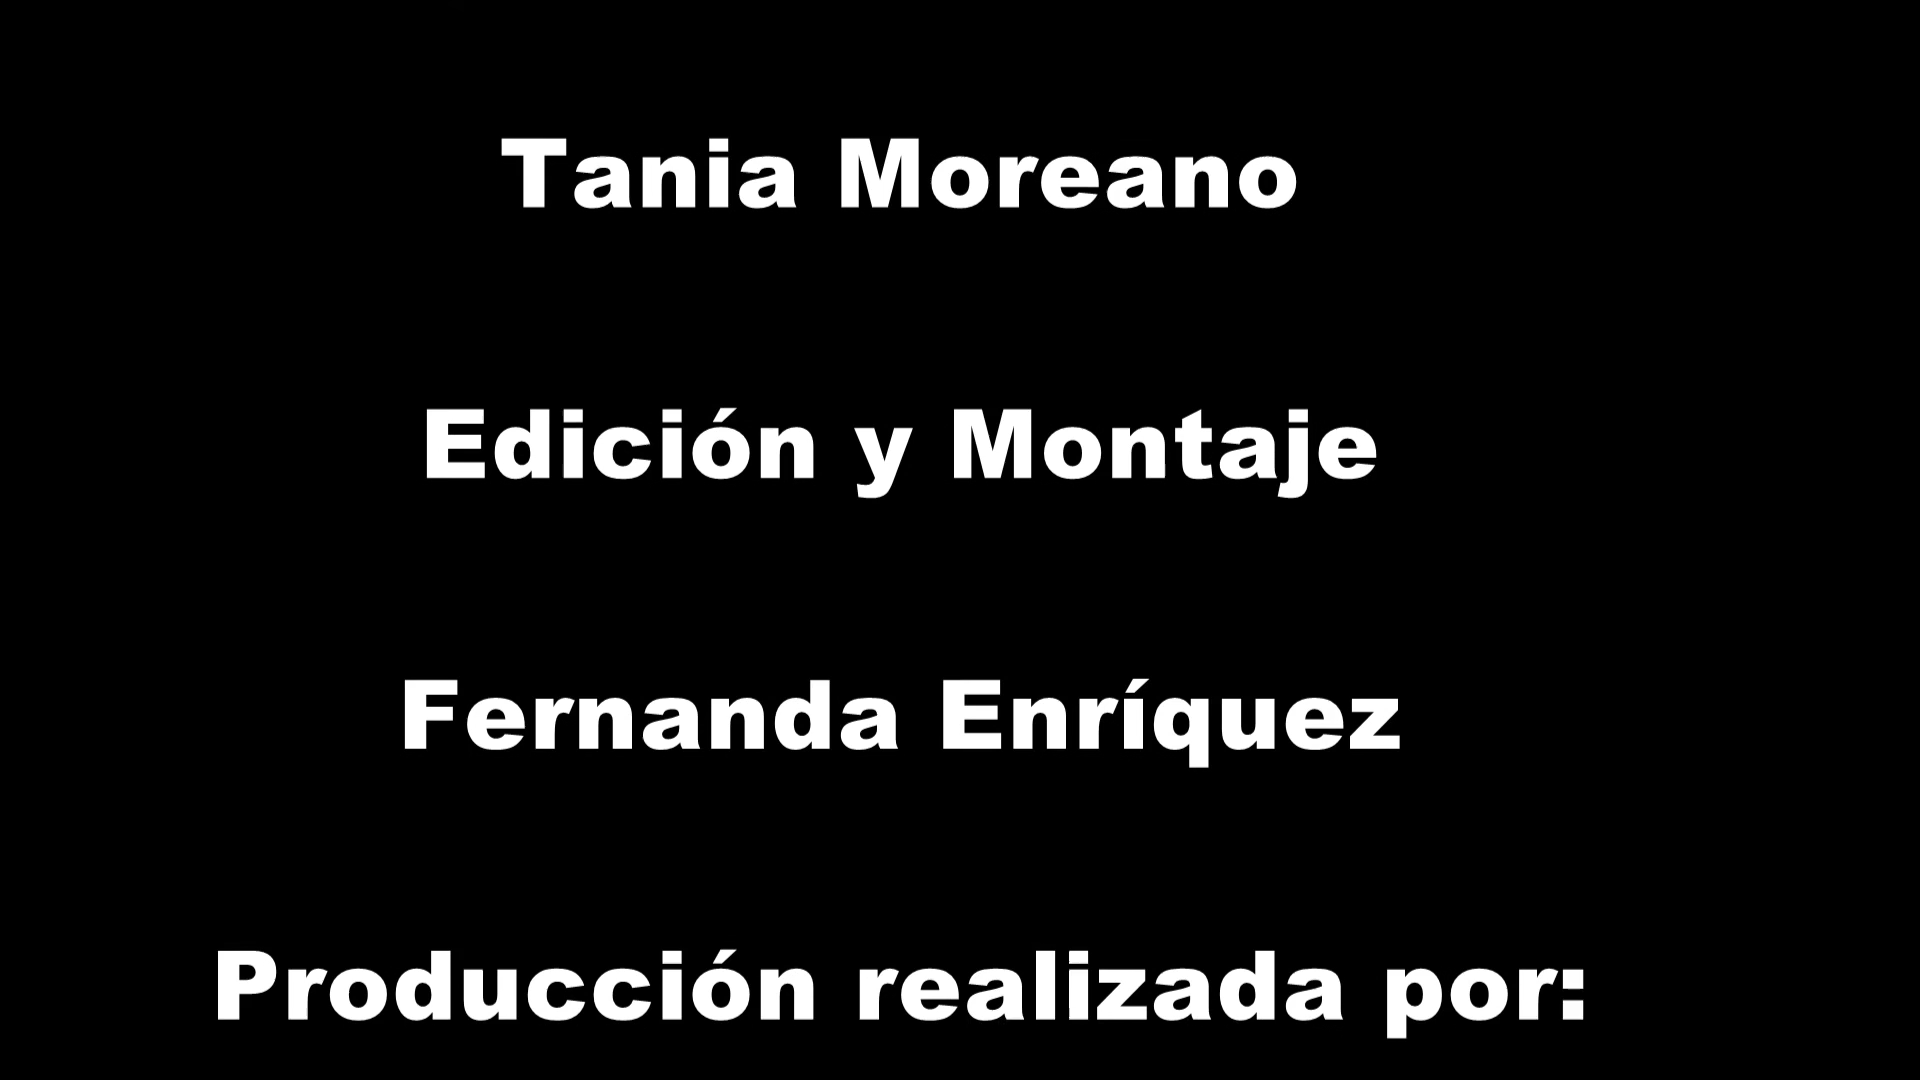 Tania Moreano
Edición y Montaje
Fernanda Enríquez
Producción realizada por: